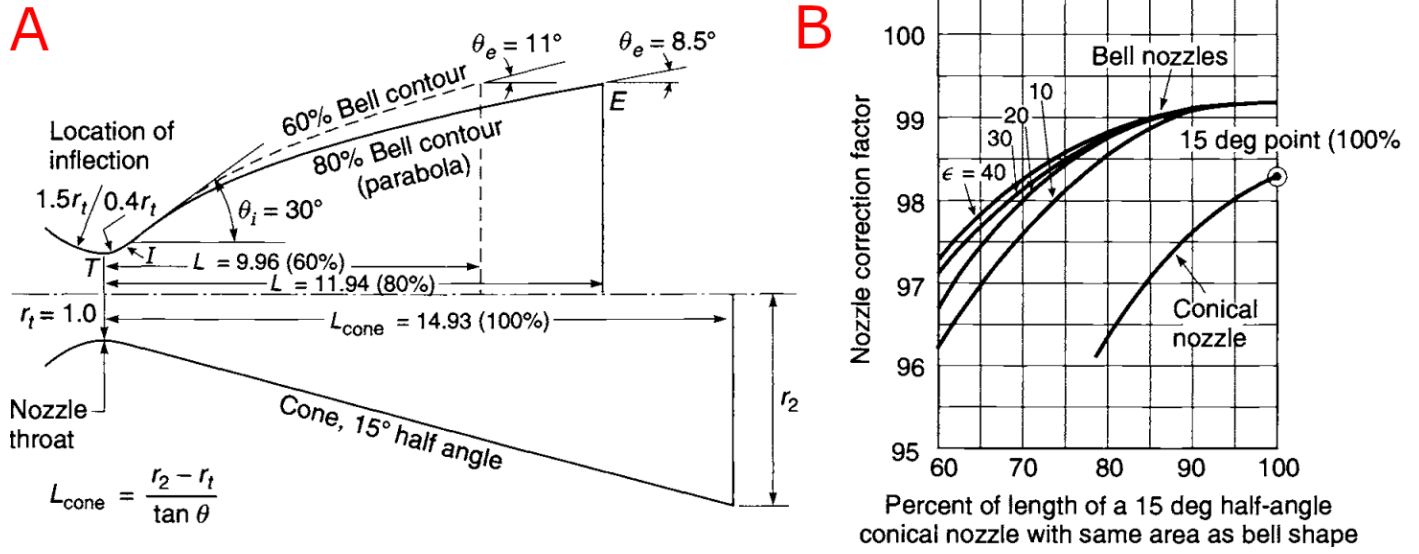 A
θe = 11°
θe = 8.5°
60% Bell contour
E
Location of
inflection
80% Bell contour
(parabola)
1.5rt
0.4rt
θi = 30°
T
I
L = 9.96 (60%)
L = 11.94 (80%)
rt = 1.0
Lcone = 14.93 (100%)
r2
Nozzle
throat
Cone, 15° half angle
Lcone = r2 − rt
tan θ
B
100
99
98
97
96
95
Nozzle correction factor
Bell nozzles
10
20
30
ϵ = 40
15 deg point (100%
Conical
nozzle
60 70 80 90 100
Percent of length of a 15 deg half-angle
conical nozzle with same area as bell shape